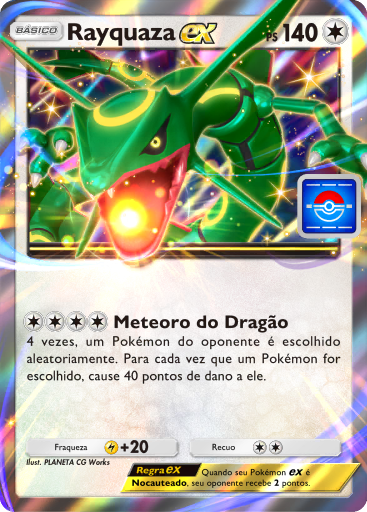 BÁSICO Rayquaza ex PS 140
Meteoro do Dragão
4 vezes, um Pokémon do oponente é escolhido
aleatoriamente. Para cada vez que um Pokémon for
escolhido, cause 40 pontos de dano a ele.
Fraqueza +20 Recuo
Ilust. PLANETA CG Works
Regra ex Quando seu Pokémon ex é
Nocauteado, seu oponente recebe 2 pontos.